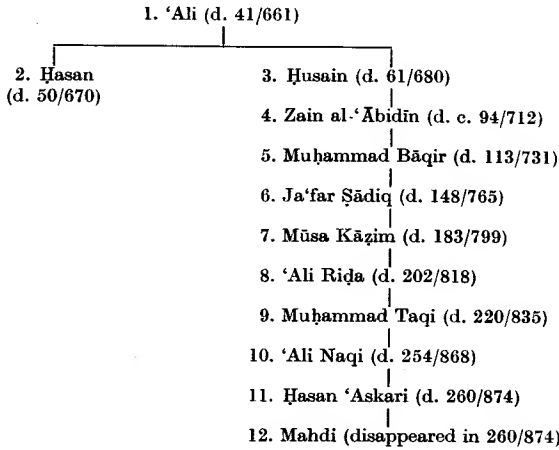 1. ‘Ali (d. 41/661)
2. Ḥasan
(d. 50/670)
3. Ḥusain (d. 61/680)
4. Zain al-‘Ābidīn (d. c. 94/712)
5. Muḥammad Bāqir (d. 113/731)
6. Ja‘far Ṣādiq (d. 148/765)
7. Mūsa Kāẓim (d. 183/799)
8. ‘Ali Riḍa (d. 202/818)
9. Muḥammad Taqi (d. 220/835)
10. ‘Ali Naqi (d. 254/868)
11. Ḥasan ‘Askari (d. 260/874)
12. Mahdi (disappeared in 260/874)